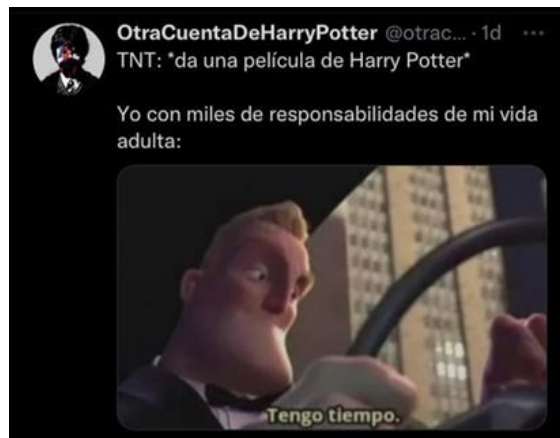 OtraCuentaDeHarryPotter @otrac... · 1d ···
TNT: *da una película de Harry Potter*
Yo con miles de responsabilidades de mi vida
adulta:
Tengo tiempo.